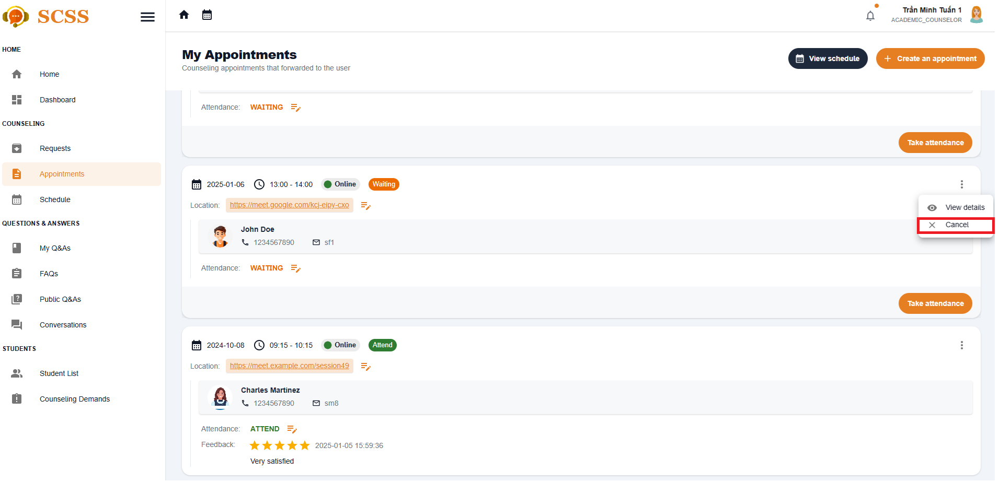 SCSS
HOME
Home
Dashboard
COUNSELING
Requests
Appointments
Schedule
QUESTIONS & ANSWERS
My Q&As
FAQs
Public Q&As
Conversations
STUDENTS
Student List
Counseling Demands
Trần Minh Tuấn 1
ACADEMIC_COUNSELOR
My Appointments
Counseling appointments that forwarded to the user
View schedule
Create an appointment
Attendance: WAITING
Take attendance
2025-01-06 13:00 - 14:00 Online Waiting
Location: https://meet.google.com/kcj-eipy-cxo
View details
Cancel
John Doe
1234567890 sf1
Attendance: WAITING
Take attendance
2024-10-08 09:15 - 10:15 Online Attend
Location: https://meet.example.com/session49
Charles Martinez
1234567890 sm8
Attendance: ATTEND
Feedback: 2025-01-05 15:59:36
Very satisfied